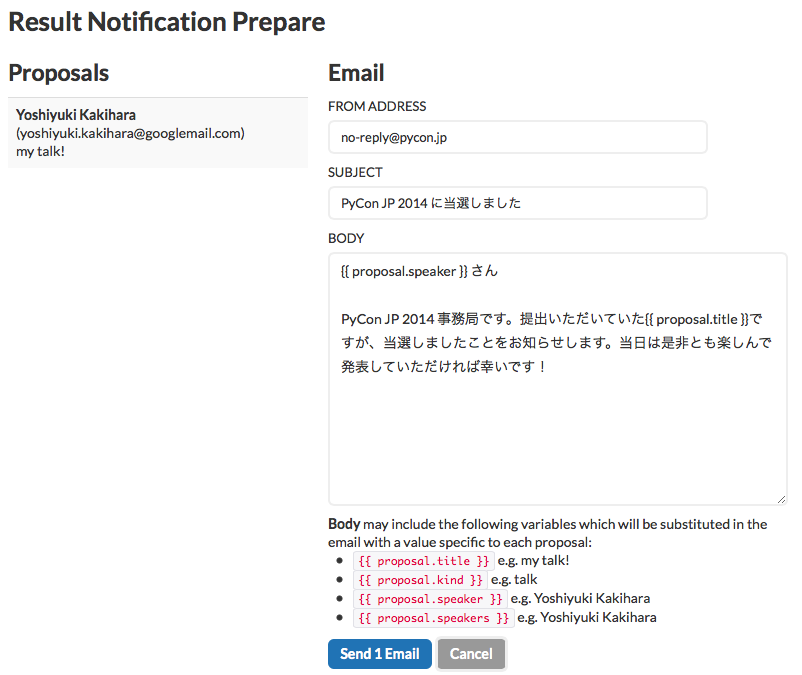 Result Notification Prepare
Proposals
Yoshiyuki Kakihara
(yoshiyuki.kakihara@googlemail.com)
my talk!
Email
FROM ADDRESS
no-reply@pycon.jp
SUBJECT
PyCon JP 2014 に当選しました
BODY
{{ proposal.speaker }} さん
PyCon JP 2014 事務局です。提出いただいていた{{ proposal.title }}で
すが、当選しましたことをお知らせします。当日は是非とも楽しんで
発表していただければ幸いです！
Body may include the following variables which will be substituted in the
email with a value specific to each proposal:
{{ proposal.title }} e.g. my talk!
{{ proposal.kind }} e.g. talk
{{ proposal.speaker }} e.g. Yoshiyuki Kakihara
{{ proposal.speakers }} e.g. Yoshiyuki Kakihara
Send 1 Email Cancel